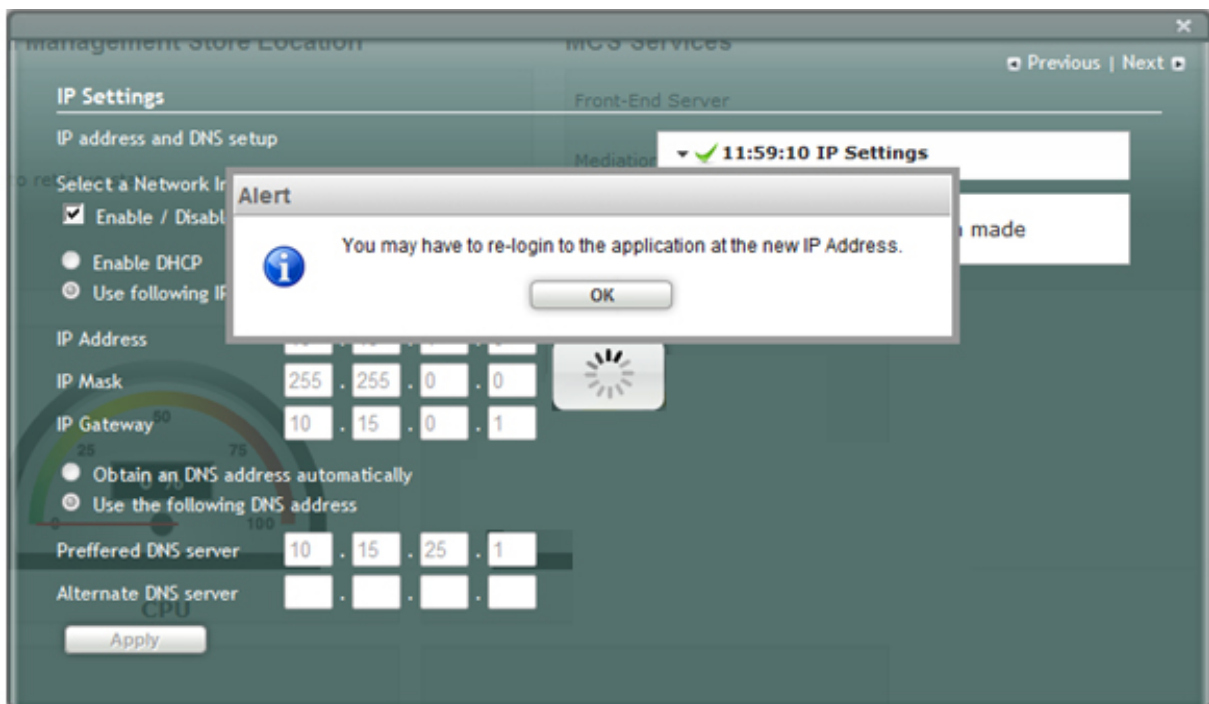 Management Store Location
MCS Services
Previous | Next
IP Settings
Front-End Server
IP address and DNS setup
Mediation
11:59:10 IP Settings
Select a Network
Alert
Enable /
made
You may have to re-login to the application at the new IP Address.
Enable DHCP
OK
Use following
IP Address
IP Mask 255 . 255 . 0 . 0
IP Gateway 10 . 15 . 0 . 1
50
25 75
Obtain an DNS address automatically
0 %
Use the following DNS address
0 100
Preffered DNS server 10 . 15 . 25 . 1
Alternate DNS server . . .
CPU
Apply